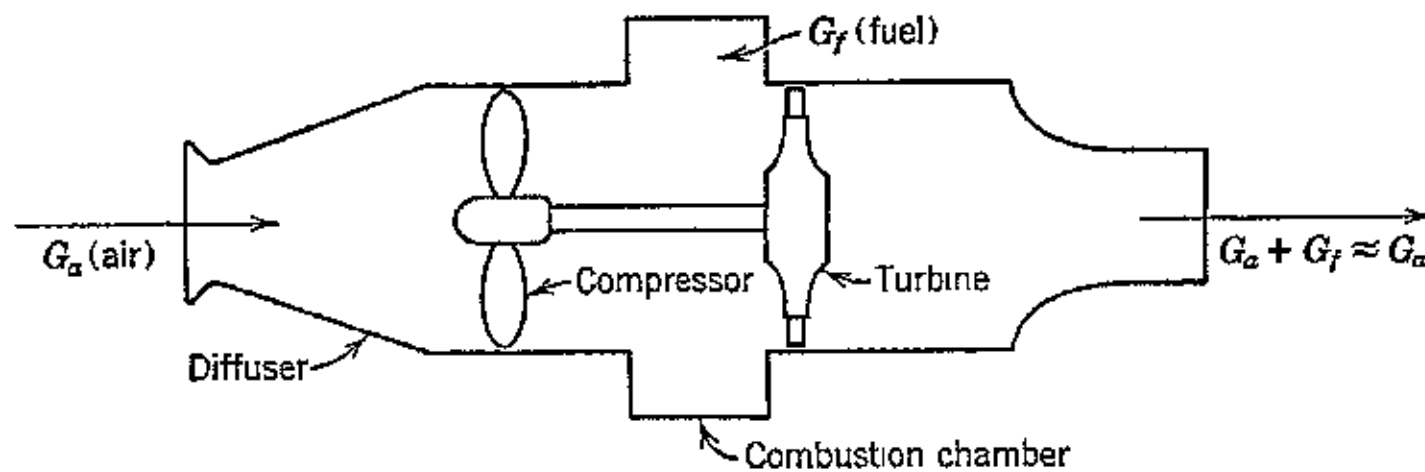 G_f (fuel)
G_a (air)
G_a + G_f ≈ G_a
Compressor
Turbine
Diffuser
Combustion chamber